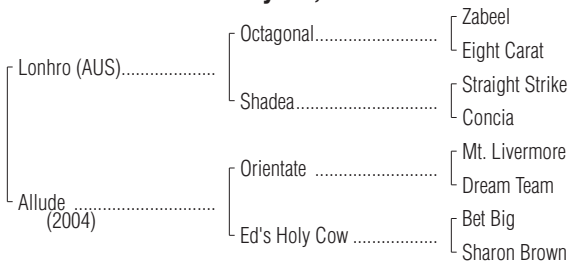 Zabeel
Octagonal
Eight Carat
Lonhro (AUS)
Straight Strike
Shadea
Concia
Mt. Livermore
Orientate
Dream Team
Allude
(2004)
Bet Big
Ed's Holy Cow
Sharon Brown